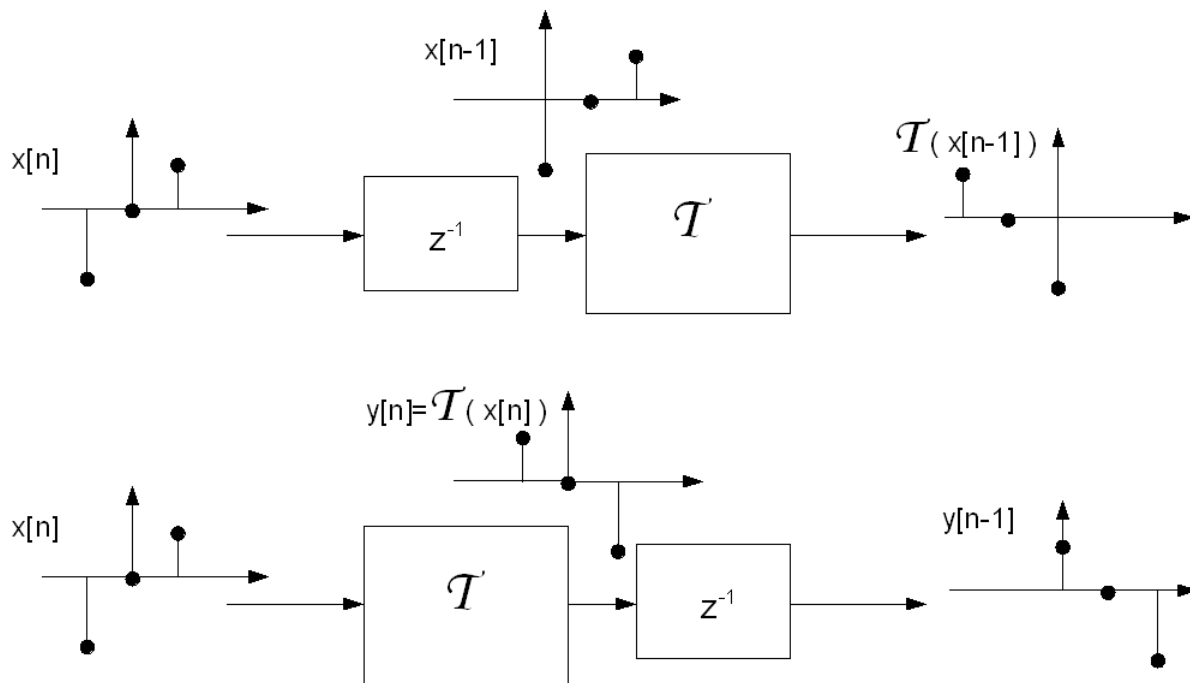 x[n-1]
x[n]
𝒯( x[n-1] )
z⁻¹
𝒯
y[n]=𝒯( x[n] )
x[n]
y[n-1]
𝒯
z⁻¹